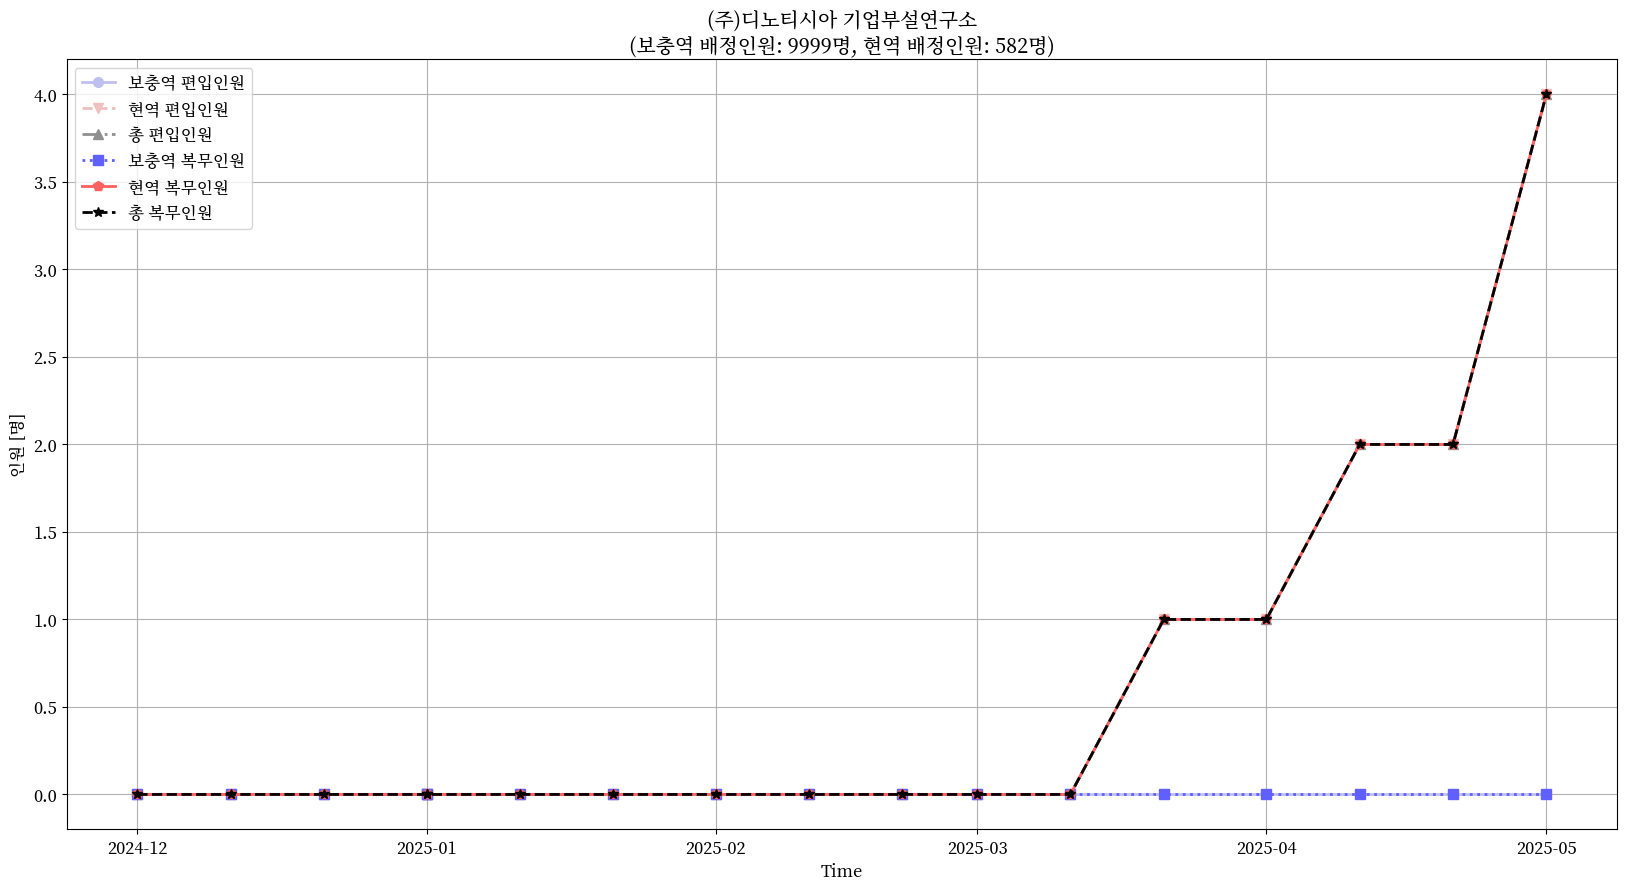 (주)디노티시아 기업부설연구소
(보충역 배정인원: 9999명, 현역 배정인원: 582명)
보충역 편입인원
현역 편입인원
총 편입인원
보충역 복무인원
현역 복무인원
총 복무인원
인원 [명]
4.0
3.5
3.0
2.5
2.0
1.5
1.0
0.5
0.0
2024-12
2025-01
2025-02
2025-03
2025-04
2025-05
Time